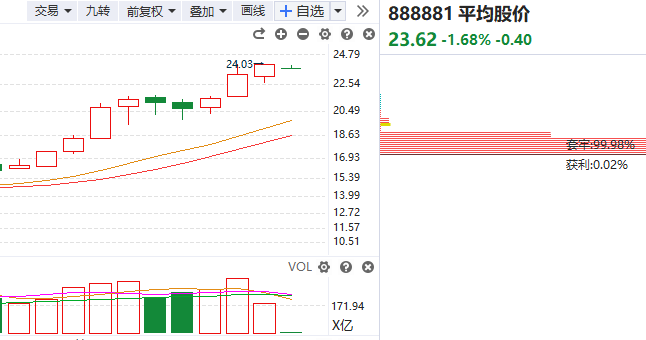 交易 九转 前复权 叠加 画线 +自选
888881 平均股价
23.62 -1.68% -0.40
24.79
24.03
22.54
20.49
18.63
16.93
15.39
13.99
12.72
11.57
10.51
套牢:99.98%
获利:0.02%
VOL
171.94
X亿